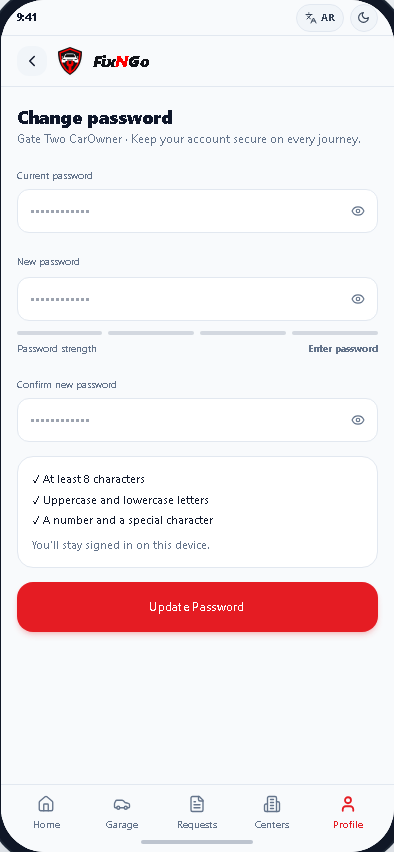 9:41
AR
FixNGo
Change password
Gate Two CarOwner · Keep your account secure on every journey.
Current password
••••••••••••
New password
••••••••••••
Password strength
Enter password
Confirm new password
••••••••••••
✓ At least 8 characters
✓ Uppercase and lowercase letters
✓ A number and a special character
You'll stay signed in on this device.
Update Password
Home
Garage
Requests
Centers
Profile